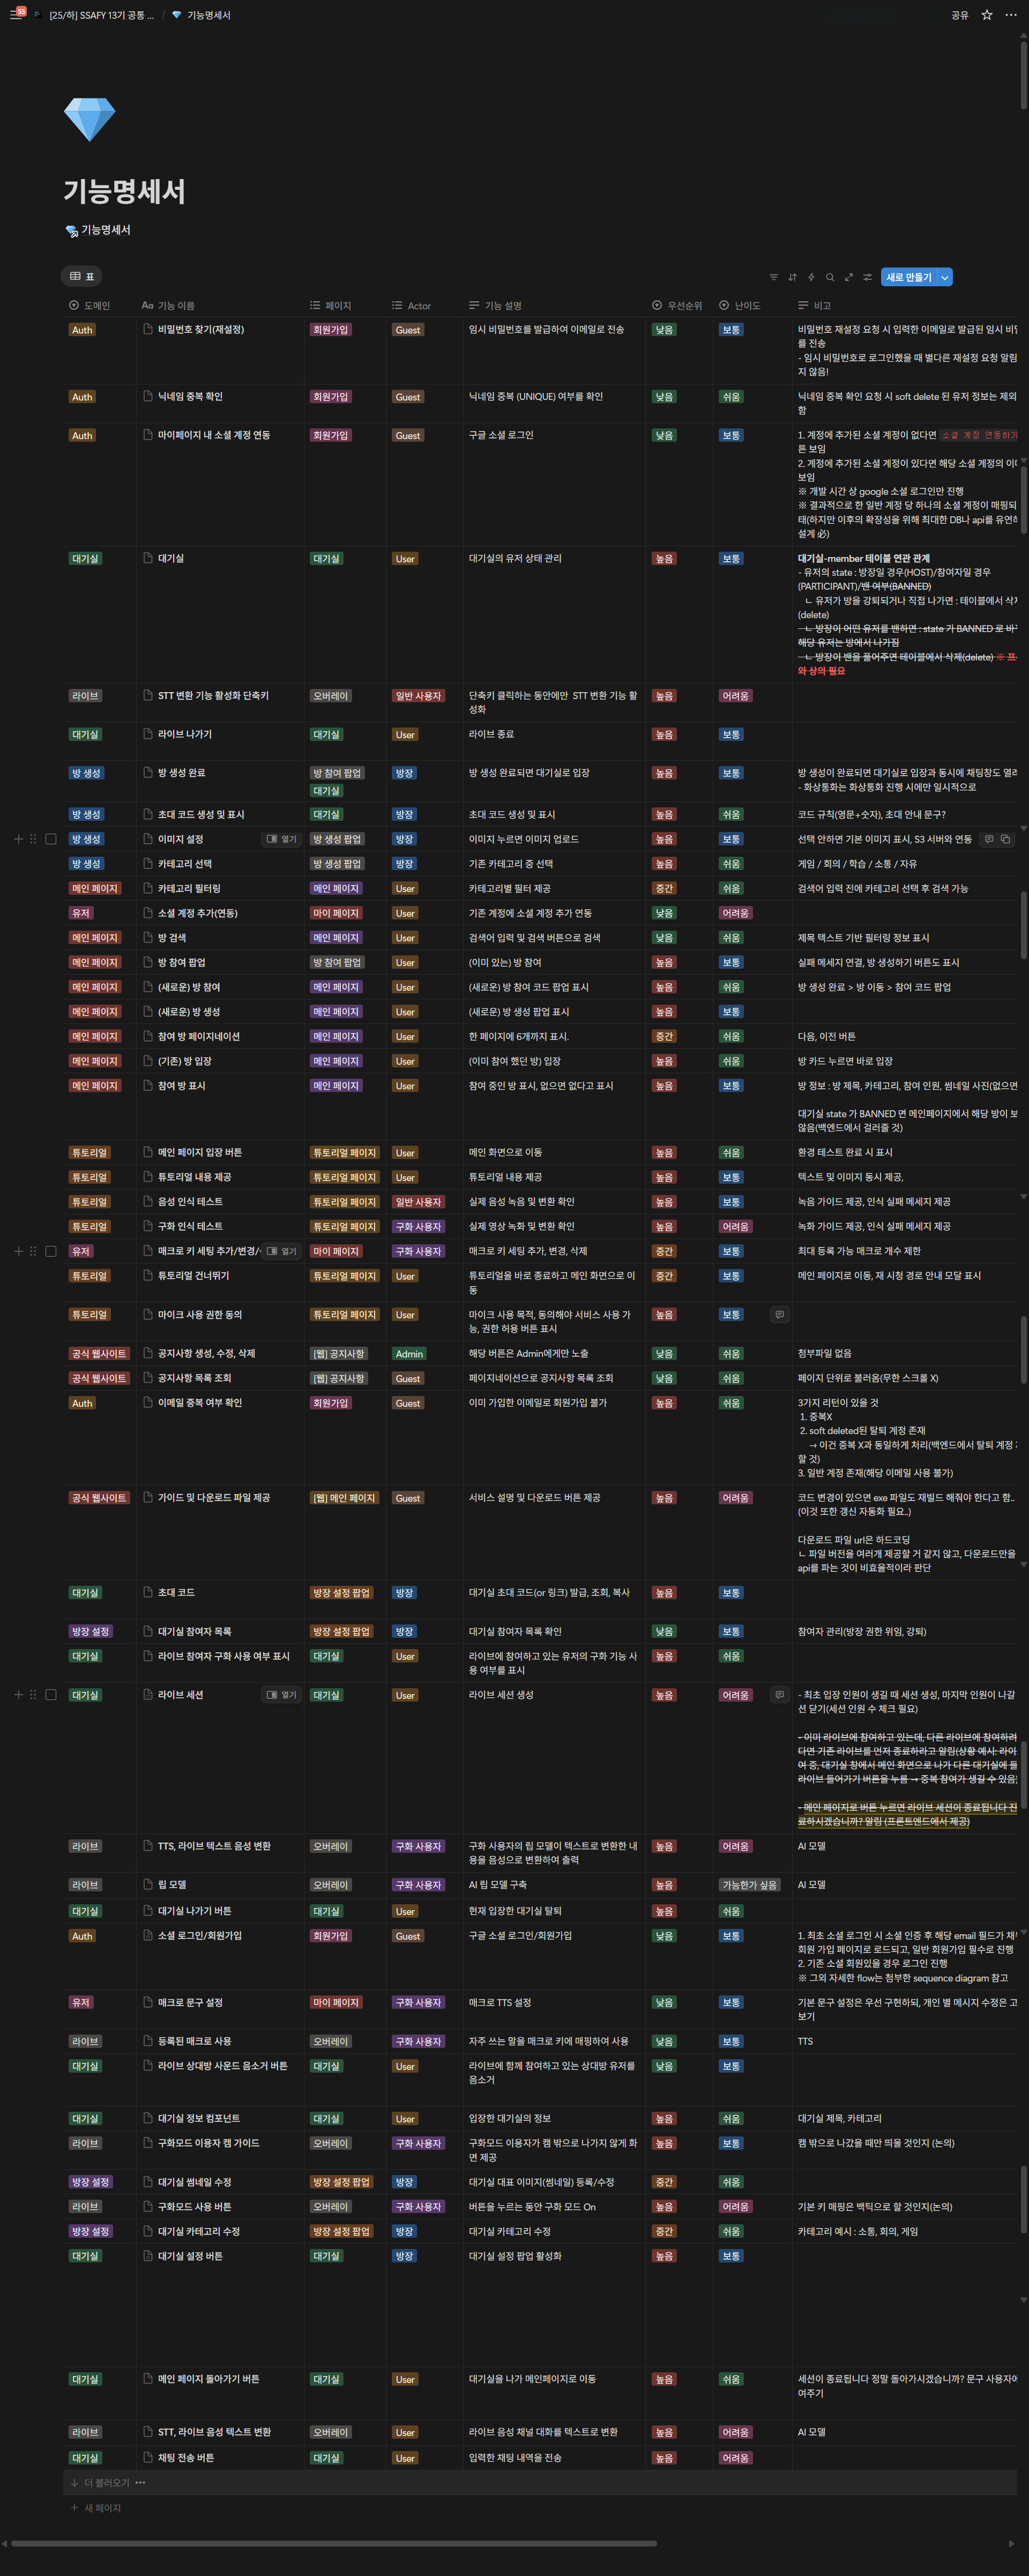 55
[25/하] SSAFY 13기 공통 ... / 기능명세서
공유
기능명세서
기능명세서
표
새로 만들기
도메인 기능 이름 페이지 Actor 기능 설명 우선순위 난이도 비고
Auth 비밀번호 찾기(재설정) 회원가입 Guest 임시 비밀번호를 발급하여 이메일로 전송 낮음 보통 비밀번호 재설정 요청 시 입력한 이메일로 발급된 임시
를 전송
- 임시 비밀번호로 로그인했을 때 별다른 재설정 요청 알림
지 않음!
Auth 닉네임 중복 확인 회원가입 Guest 닉네임 중복 (UNIQUE) 여부를 확인 낮음 쉬움 닉네임 중복 확인 요청 시 soft delete 된 유저 정보는 제외
함
Auth 마이페이지 내 소셜 계정 연동 회원가입 Guest 구글 소셜 로그인 낮음 보통 1. 계정에 추가된 소셜 계정이 없다면 소셜 계정 연동하기
튼 보임
2. 계정에 추가된 소셜 계정이 있다면 해당 소셜 계정의
보임
※ 개발 시간 상 google 소셜 로그인만 진행
※ 결과적으로 한 일반 계정 당 하나의 소셜 계정이 매핑되
태(하지만 이후의 확장성을 위해 최대한 DB나 api를
설계 必)
대기실 대기실 대기실 User 대기실의 유저 상태 관리 높음 보통 대기실-member 테이블 연관 관계
- 유저의 state : 방장일 경우(HOST)/참여자일 경우
(PARTICIPANT)/밴 여부(BANNED)
ㄴ 유저가 방을 강퇴되거나 직접 나가면 : 테이블에서
(delete)
ㄴ 방장이 어떤 유저를 밴하면 : state 가 BANNED 로
해당 유저는 방에서 나가짐
ㄴ 방장이 밴을 풀어주면 테이블에서 삭제(delete) ※
와 상의 필요
라이브 STT 변환 기능 활성화 단축키 오버레이 일반 사용자 단축키 클릭하는 동안에만 STT 변환 기능 활 높음 어려움
성화
대기실 라이브 나가기 대기실 User 라이브 종료 높음 보통
방 생성 방 생성 완료 방 참여 팝업 방장 방 생성 완료되면 대기실로 입장 높음 보통 방 생성이 완료되면 대기실로 입장과 동시에 채팅창도
대기실 - 화상통화는 화상통화 진행 시에만 일시적으로
방 생성 초대 코드 생성 및 표시 대기실 방장 초대 코드 생성 및 표시 높음 쉬움 코드 규칙(영문+숫자), 초대 안내 문구?
방 생성 이미지 설정 열기 방 생성 팝업 방장 이미지 누르면 이미지 업로드 높음 보통 선택 안하면 기본 이미지 표시, S3 서버와 연동
방 생성 카테고리 선택 방 생성 팝업 방장 기존 카테고리 중 선택 높음 쉬움 게임 / 회의 / 학습 / 소통 / 자유
메인 페이지 카테고리 필터링 메인 페이지 User 카테고리별 필터 제공 중간 쉬움 검색어 입력 전에 카테고리 선택 후 검색 가능
유저 소셜 계정 추가(연동) 마이 페이지 User 기존 계정에 소셜 계정 추가 연동 낮음 어려움
메인 페이지 방 검색 메인 페이지 User 검색어 입력 및 검색 버튼으로 검색 낮음 쉬움 제목 텍스트 기반 필터링 정보 표시
메인 페이지 방 참여 팝업 방 참여 팝업 User (이미 있는) 방 참여 높음 보통 실패 메세지 연결, 방 생성하기 버튼도 표시
메인 페이지 (새로운) 방 참여 메인 페이지 User (새로운) 방 참여 코드 팝업 표시 높음 쉬움 방 생성 완료 > 방 이동 > 참여 코드 팝업
메인 페이지 (새로운) 방 생성 메인 페이지 User (새로운) 방 생성 팝업 표시 높음 보통
메인 페이지 참여 방 페이지네이션 메인 페이지 User 한 페이지에 6개까지 표시. 중간 쉬움 다음, 이전 버튼
메인 페이지 (기존) 방 입장 메인 페이지 User (이미 참여 했던 방) 입장 높음 쉬움 방 카드 누르면 바로 입장
메인 페이지 참여 방 표시 메인 페이지 User 참여 중인 방 표시, 없으면 없다고 표시 높음 보통 방 정보 : 방 제목, 카테고리, 참여 인원, 썸네일 사진(없으면
대기실 state 가 BANNED 면 메인페이지에서 해당 방이
않음(백엔드에서 걸러줄 것)
튜토리얼 메인 페이지 입장 버튼 튜토리얼 페이지 User 메인 화면으로 이동 높음 쉬움 환경 테스트 완료 시 표시
튜토리얼 튜토리얼 내용 제공 튜토리얼 페이지 User 튜토리얼 내용 제공 높음 보통 텍스트 및 이미지 동시 제공,
튜토리얼 음성 인식 테스트 튜토리얼 페이지 일반 사용자 실제 음성 녹음 및 변환 확인 높음 보통 녹음 가이드 제공, 인식 실패 메세지 제공
튜토리얼 구화 인식 테스트 튜토리얼 페이지 구화 사용자 실제 영상 녹화 및 변환 확인 높음 어려움 녹화 가이드 제공, 인식 실패 메세지 제공
유저 매크로 키 세팅 추가/변경/ 열기 마이 페이지 구화 사용자 매크로 키 세팅 추가, 변경, 삭제 중간 보통 최대 등록 가능 매크로 개수 제한
튜토리얼 튜토리얼 건너뛰기 튜토리얼 페이지 User 튜토리얼을 바로 종료하고 메인 화면으로 이 중간 보통 메인 페이지로 이동, 재 시청 경로 안내 모달 표시
동
튜토리얼 마이크 사용 권한 동의 튜토리얼 페이지 User 마이크 사용 목적, 동의해야 서비스 사용 가 높음 보통
능, 권한 허용 버튼 표시
공식 웹사이트 공지사항 생성, 수정, 삭제 [웹] 공지사항 Admin 해당 버튼은 Admin에게만 노출 낮음 쉬움 첨부파일 없음
공식 웹사이트 공지사항 목록 조회 [웹] 공지사항 Guest 페이지네이션으로 공지사항 목록 조회 낮음 쉬움 페이지 단위로 불러옴(무한 스크롤 X)
Auth 이메일 중복 여부 확인 회원가입 Guest 이미 가입한 이메일로 회원가입 불가 높음 쉬움 3가지 리턴이 있을 것
1. 중복X
2. soft deleted된 탈퇴 계정 존재
→ 이건 중복 X과 동일하게 처리(백엔드에서 탈퇴 계정
할 것)
3. 일반 계정 존재(해당 이메일 사용 불가)
공식 웹사이트 가이드 및 다운로드 파일 제공 [웹] 메인 페이지 Guest 서비스 설명 및 다운로드 버튼 제공 높음 어려움 코드 변경이 있으면 exe 파일도 재빌드 해줘야 한다고 함..
(이것 또한 갱신 자동화 필요..)
다운로드 파일 url은 하드코딩
ㄴ 파일 버전을 여러개 제공할 거 같지 않고, 다운로드만을
api를 파는 것이 비효율적이라 판단
대기실 초대 코드 방장 설정 팝업 방장 대기실 초대 코드(or 링크) 발급, 조회, 복사 높음 보통
방장 설정 대기실 참여자 목록 방장 설정 팝업 방장 대기실 참여자 목록 확인 낮음 보통 참여자 관리(방장 권한 위임, 강퇴)
대기실 라이브 참여자 구화 사용 여부 표시 대기실 User 라이브에 참여하고 있는 유저의 구화 기능 사 높음 쉬움
용 여부를 표시
대기실 라이브 세션 열기 대기실 User 라이브 세션 생성 높음 어려움 - 최초 입장 인원이 생길 때 세션 생성, 마지막 인원이 나갈
션 닫기(세션 인원 수 체크 필요)
- 이미 라이브에 참여하고 있는데, 다른 라이브에 참여하려
다면 기존 라이브를 먼저 종료하라고 알림(상황 예시: 라이
여 중, 대기실 창에서 메인 화면으로 나가 다른 대기실에
라이브 들어가기 버튼을 누름 → 중복 참여가 생길 수 있음)
- 메인 페이지로 버튼 누르면 라이브 세션이 종료됩니다 진
료하시겠습니까? 알림 (프론트엔드에서 제공)
라이브 TTS, 라이브 텍스트 음성 변환 오버레이 구화 사용자 구화 사용자의 립 모델이 텍스트로 변환한 내 높음 어려움 AI 모델
용을 음성으로 변환하여 출력
라이브 립 모델 오버레이 구화 사용자 AI 립 모델 구축 높음 가능한가 싶음 AI 모델
대기실 대기실 나가기 버튼 대기실 User 현재 입장한 대기실 탈퇴 높음 쉬움
Auth 소셜 로그인/회원가입 회원가입 Guest 구글 소셜 로그인/회원가입 낮음 보통 1. 최초 소셜 로그인 시 소셜 인증 후 해당 email 필드가
회원 가입 페이지로 로드되고, 일반 회원가입 필수로 진행
2. 기존 소셜 회원있을 경우 로그인 진행
※ 그외 자세한 flow는 첨부한 sequence diagram 참고
유저 매크로 문구 설정 마이 페이지 구화 사용자 매크로 TTS 설정 낮음 보통 기본 문구 설정은 우선 구현하되, 개인 별 메시지 수정은 고
보기
라이브 등록된 매크로 사용 오버레이 구화 사용자 자주 쓰는 말을 매크로 키에 매핑하여 사용 낮음 보통 TTS
대기실 라이브 상대방 사운드 음소거 버튼 대기실 User 라이브에 함께 참여하고 있는 상대방 유저를 낮음 보통
음소거
대기실 대기실 정보 컴포넌트 대기실 User 입장한 대기실의 정보 높음 쉬움 대기실 제목, 카테고리
라이브 구화모드 이용자 캠 가이드 오버레이 구화 사용자 구화모드 이용자가 캠 밖으로 나가지 않게 화 높음 보통 캠 밖으로 나갔을 때만 띄울 것인지 (논의)
면 제공
방장 설정 대기실 썸네일 수정 방장 설정 팝업 방장 대기실 대표 이미지(썸네일) 등록/수정 중간 쉬움
라이브 구화모드 사용 버튼 오버레이 구화 사용자 버튼을 누르는 동안 구화 모드 On 높음 어려움 기본 키 매핑은 백틱으로 할 것인지(논의)
방장 설정 대기실 카테고리 수정 방장 설정 팝업 방장 대기실 카테고리 수정 중간 쉬움 카테고리 예시 : 소통, 회의, 게임
대기실 대기실 설정 버튼 대기실 방장 대기실 설정 팝업 활성화 높음 보통
대기실 메인 페이지 돌아가기 버튼 대기실 User 대기실을 나가 메인페이지로 이동 높음 쉬움 세션이 종료됩니다 정말 돌아가시겠습니까? 문구 사용자에
여주기
라이브 STT, 라이브 음성 텍스트 변환 오버레이 User 라이브 음성 채널 대화를 텍스트로 변환 높음 어려움 AI 모델
대기실 채팅 전송 버튼 대기실 User 입력한 채팅 내역을 전송 높음 어려움
더 불러오기
새 페이지